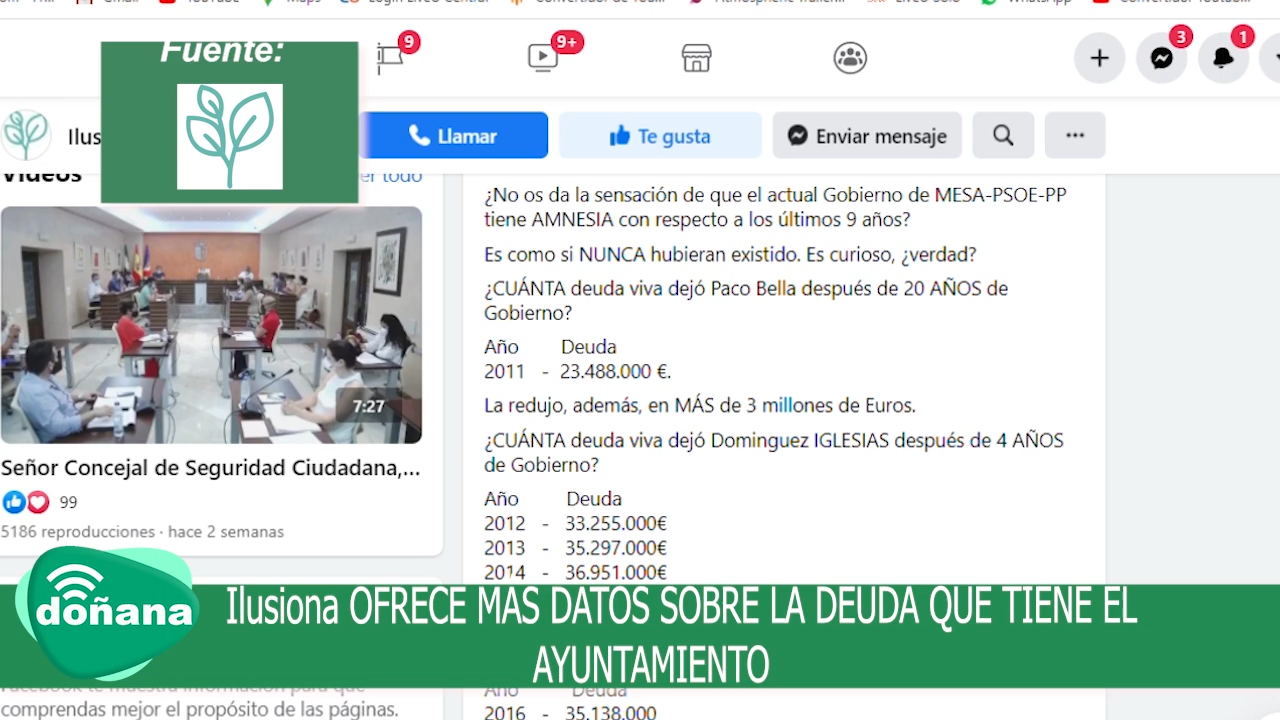 YouTube
Maps
WhatsApp
Fuente:
9
9+
3
1
Ilus
Llamar
Te gusta
Enviar mensaje
Vídeos
er todo
¿No os da la sensación de que el actual Gobierno de MESA-PSOE-PP
tiene AMNESIA con respecto a los últimos 9 años?
Es como si NUNCA hubieran existido. Es curioso, ¿verdad?
¿CUÁNTA deuda viva dejó Paco Bella después de 20 AÑOS de
Gobierno?
Año Deuda
2011 - 23.488.000 €.
La redujo, además, en MÁS de 3 millones de Euros.
¿CUÁNTA deuda viva dejó Dominguez IGLESIAS después de 4 AÑOS
de Gobierno?
Año Deuda
2012 - 33.255.000€
2013 - 35.297.000€
2014 - 36.951.000€
7:27
Señor Concejal de Seguridad Ciudadana,...
99
5186 reproducciones · hace 2 semanas
doñana
Ilusiona OFRECE MAS DATOS SOBRE LA DEUDA QUE TIENE EL
AYUNTAMIENTO
Facebook te muestra información para que
comprendas mejor el propósito de las páginas.
Año Deuda
2016 - 35.138.000